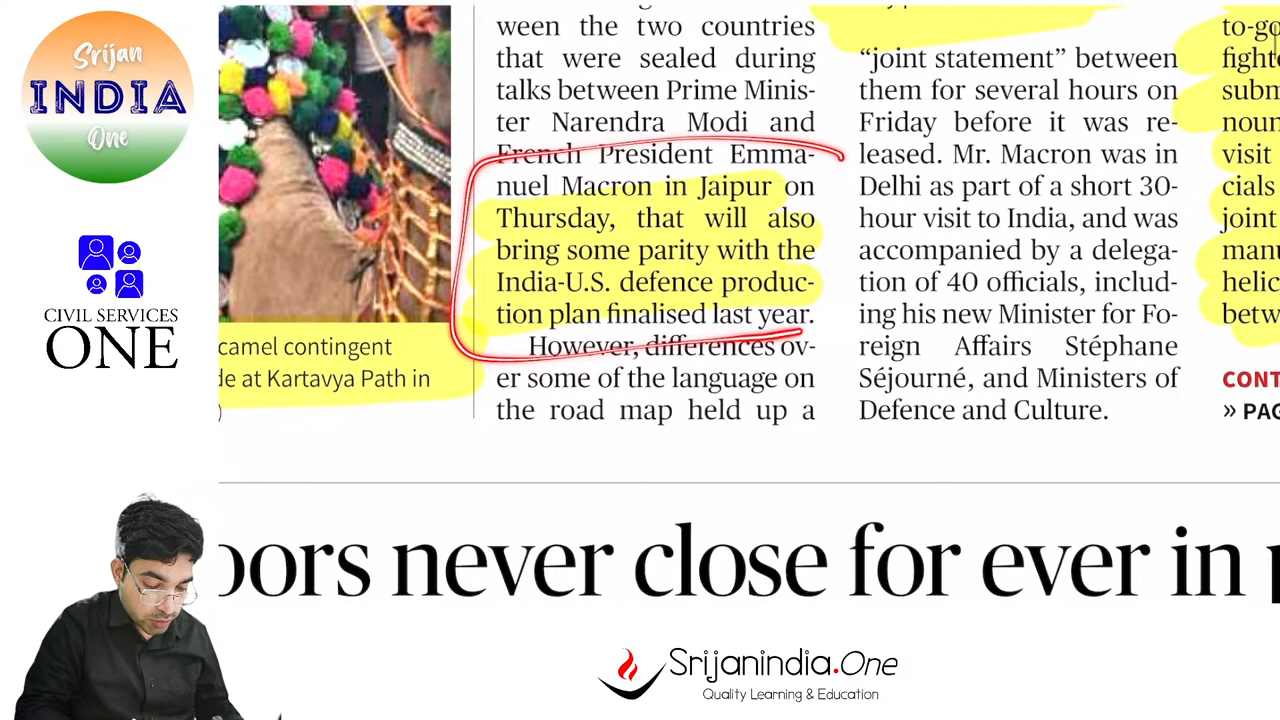 Srijan
INDIA
One
CIVIL SERVICES
ONE
camel contingent
at Kartavya Path in
)
ween the two countries
that were sealed during
talks between Prime Minis-
ter Narendra Modi and
French President Emma-
nuel Macron in Jaipur on
Thursday, that will also
bring some parity with the
India-U.S. defence produc-
tion plan finalised last year.
However, differences ov-
er some of the language on
the road map held up a
"joint statement" between
them for several hours on
Friday before it was re-
leased. Mr. Macron was in
Delhi as part of a short 30-
hour visit to India, and was
accompanied by a delega-
tion of 40 officials, includ-
ing his new Minister for Fo-
reign Affairs Stéphane
Séjourné, and Ministers of
Defence and Culture.
to-go
fight
subm
noun
visit
cials
joint
manu
helic
betw
CONT
» PAG
oors never close for ever in
Srijanindia.One
Quality Learning & Education